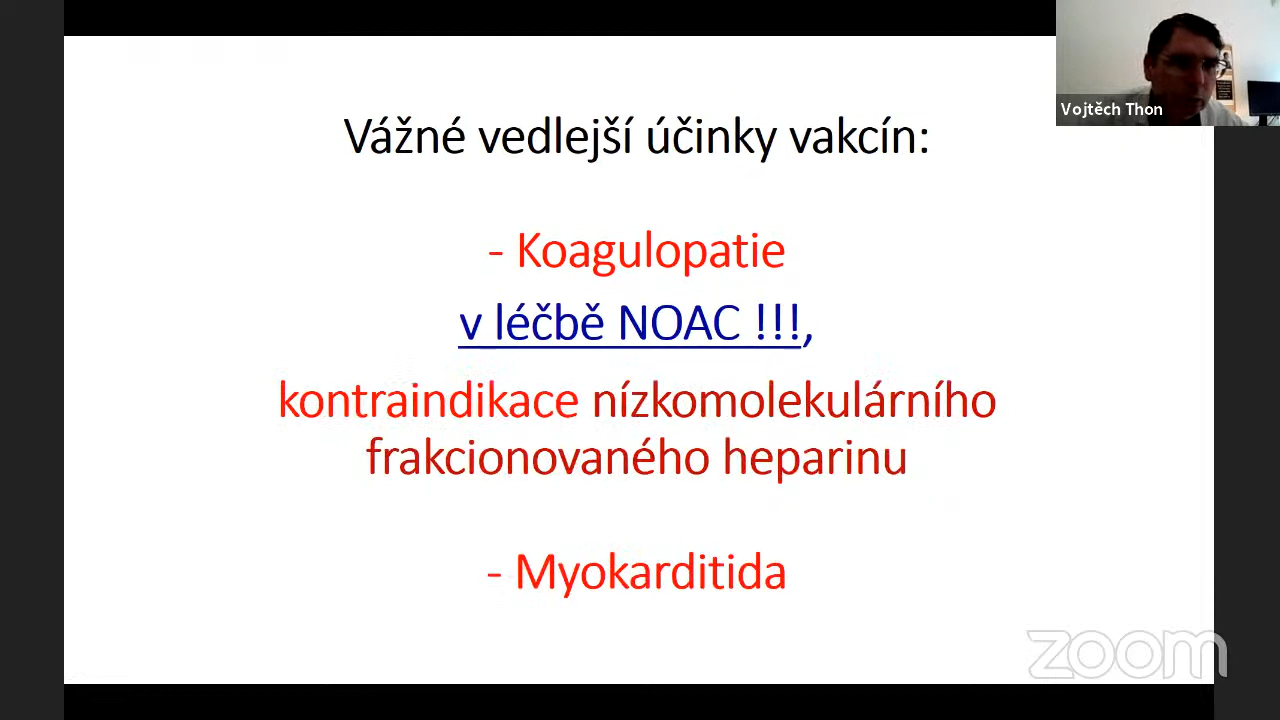 Vojtěch Thon
Vážné vedlejší účinky vakcín:
- Koagulopatie
v léčbě NOAC !!!,
kontraindikace nízkomolekulárního
frakcionovaného heparinu
- Myokarditida
zoom